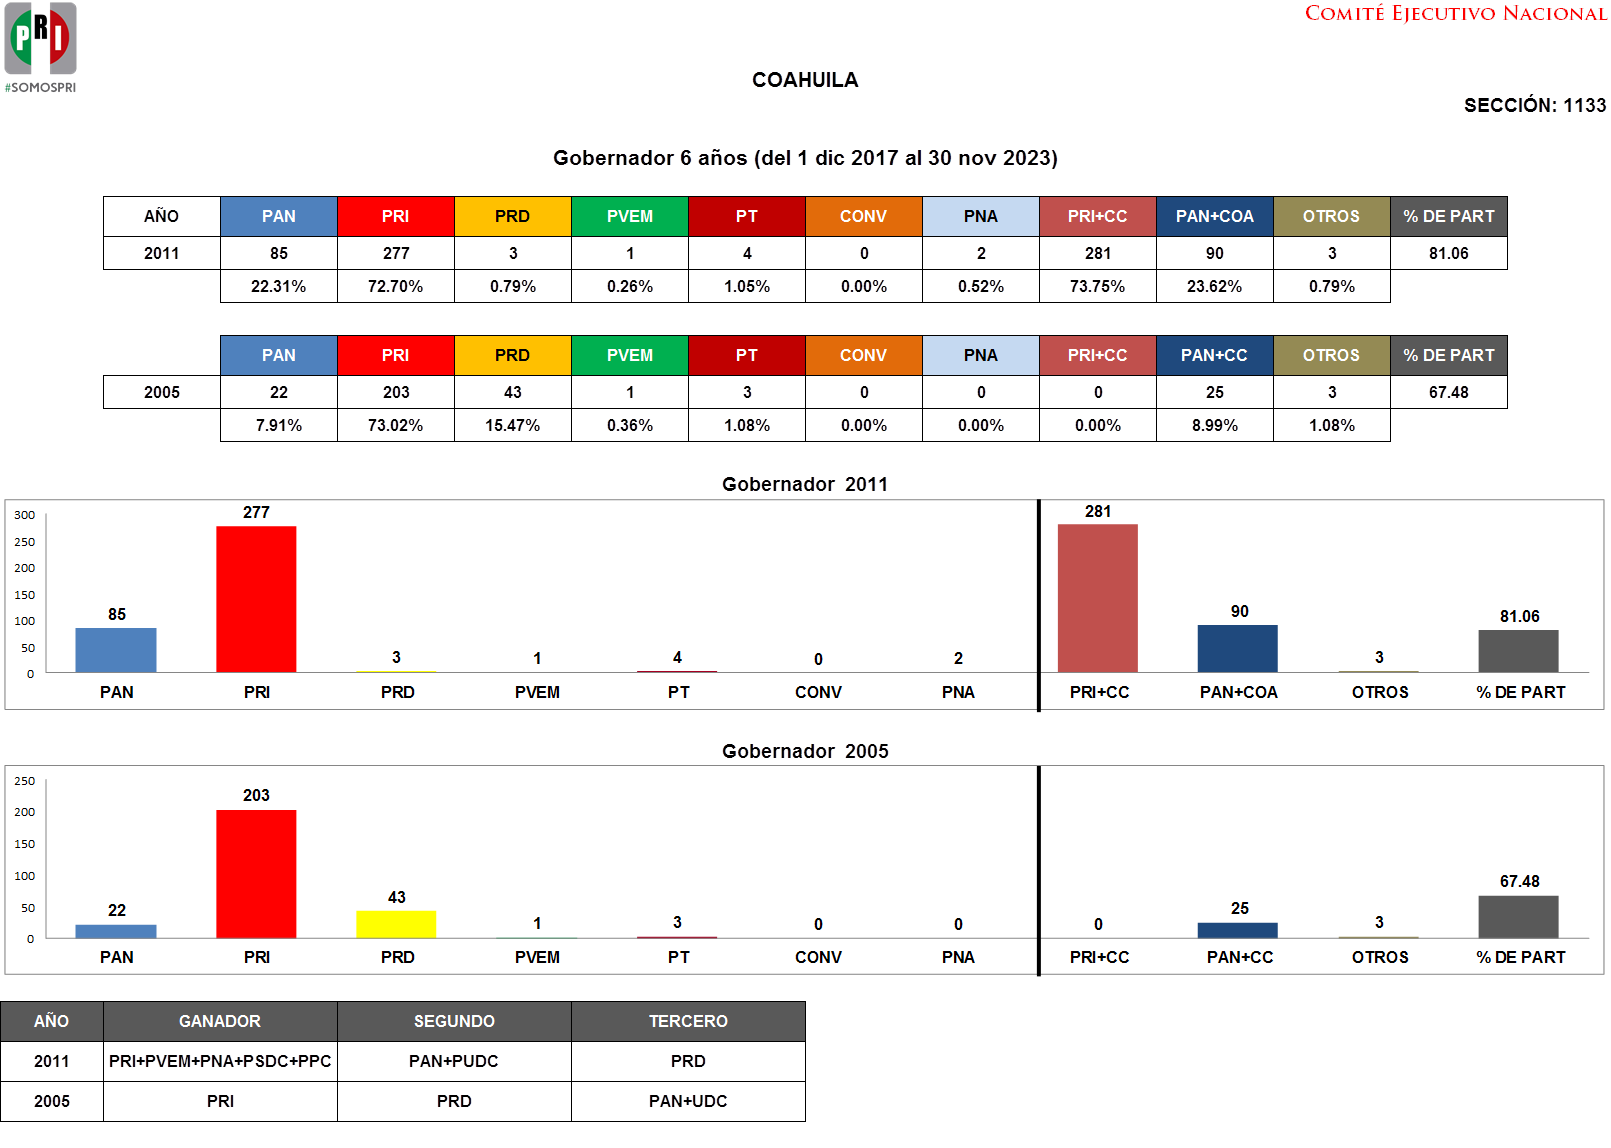 PRI
#SOMOSPRI
COMITÉ EJECUTIVO NACIONAL
COAHUILA
SECCIÓN: 1133
Gobernador 6 años (del 1 dic 2017 al 30 nov 2023)
AÑO PAN PRI PRD PVEM PT CONV PNA PRI+CC PAN+COA OTROS % DE PART
2011 85 277 3 1 4 0 2 281 90 3 81.06
22.31% 72.70% 0.79% 0.26% 1.05% 0.00% 0.52% 73.75% 23.62% 0.79%
PAN PRI PRD PVEM PT CONV PNA PRI+CC PAN+CC OTROS % DE PART
2005 22 203 43 1 3 0 0 0 25 3 67.48
7.91% 73.02% 15.47% 0.36% 1.08% 0.00% 0.00% 0.00% 8.99% 1.08%
Gobernador 2011
300
250
200
150
100
50
0
85 277 3 1 4 0 2 281 90 3 81.06
PAN PRI PRD PVEM PT CONV PNA PRI+CC PAN+COA OTROS % DE PART
Gobernador 2005
250
200
150
100
50
0
22 203 43 1 3 0 0 0 25 3 67.48
PAN PRI PRD PVEM PT CONV PNA PRI+CC PAN+CC OTROS % DE PART
AÑO GANADOR SEGUNDO TERCERO
2011 PRI+PVEM+PNA+PSDC+PPC PAN+PUDC PRD
2005 PRI PRD PAN+UDC